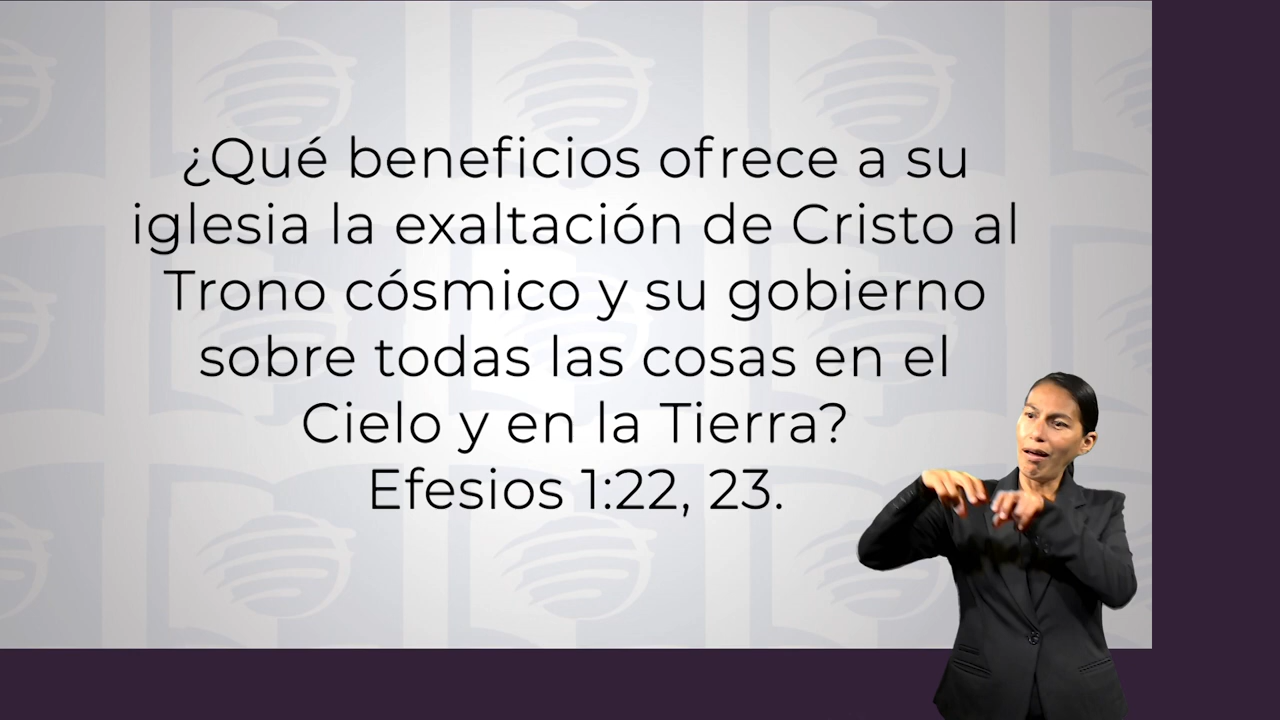 ¿Qué beneficios ofrece a su
iglesia la exaltación de Cristo al
Trono cósmico y su gobierno
sobre todas las cosas en el
Cielo y en la Tierra?
Efesios 1:22, 23.